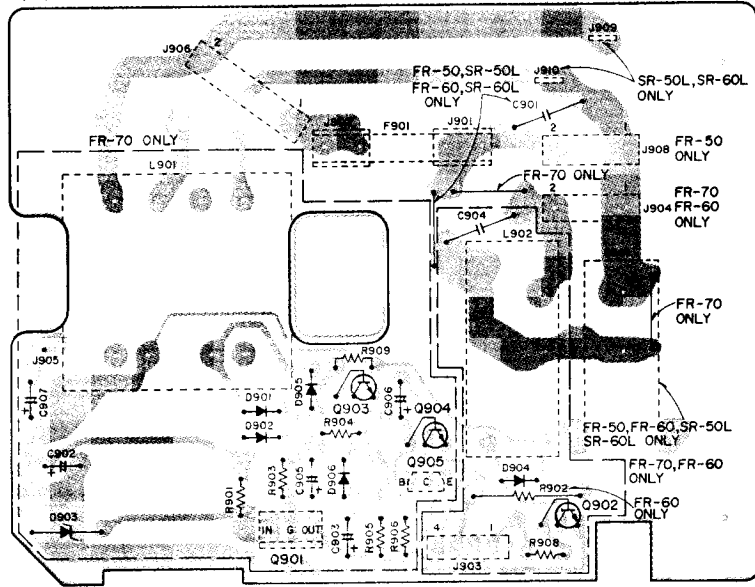 J909
J906
2
FR-50,SR-50L
FR-60,SR-60L
ONLY
J910
SR-50L,SR-60L
ONLY
C901
1
F901
J901
2
1
J908
FR-50
ONLY
FR-70 ONLY
L901
FR-70 ONLY
2
C904
L902
J904
FR-70
FR-60
ONLY
FR-70
ONLY
J905
C907
R909
D905
Q903
C906
Q904
D901
D902
R904
FR-50,FR-60,SR-50L
SR-60L ONLY
FR-70,FR-60
ONLY
C902
R901
R903
C905
D906
Q905
B C E
D904
R902
FR-60
ONLY
Q902
D903
IN G OUT
Q901
C903
R905
R906
4
1
J903
R908